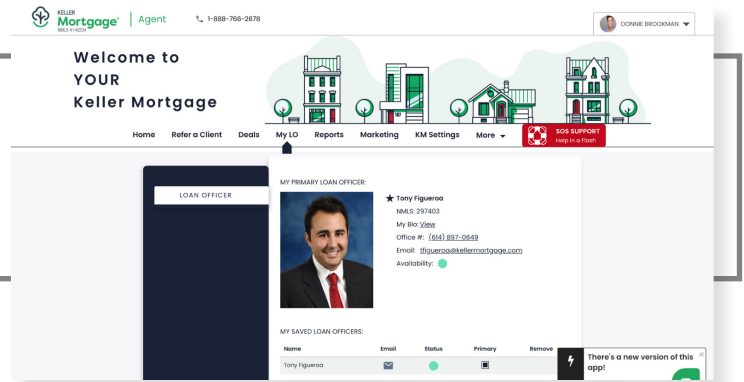 KELLER
Mortgage®
NMLS #140234
Agent
1-888-766-2678
DONNIE BROOKMAN
Welcome to
YOUR
Keller Mortgage
187
Home
Refer a Client
Deals
My LO
Reports
Marketing
KM Settings
More
SOS SUPPORT
Help in a Flash
LOAN OFFICER
MY PRIMARY LOAN OFFICER:
Tony Figueroa
NMLS: 297403
My Bio: View
Office #: (614) 897-0649
Email: tfigueroa@kellermortgage.com
Availability:
MY SAVED LOAN OFFICERS:
Name Email Status Primary Remove
Tony Figueroa
There's a new version of this
app!